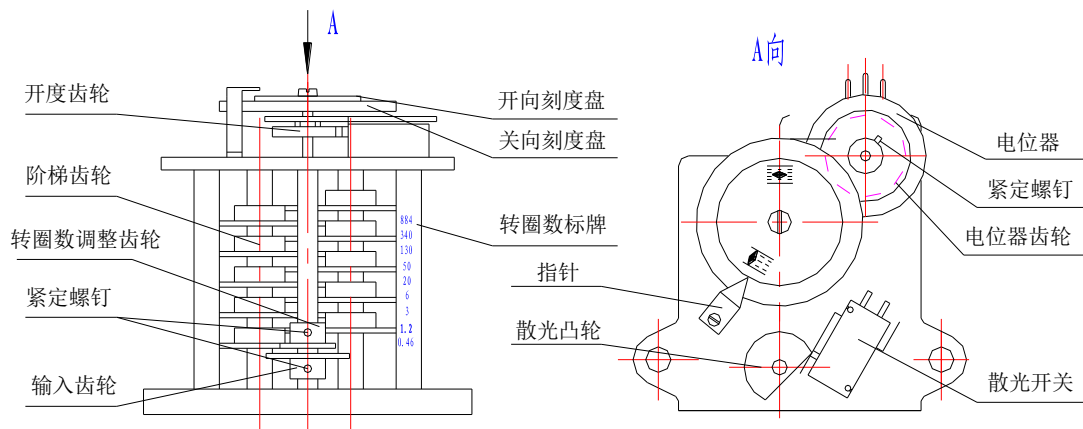 A
A向
开度齿轮
阶梯齿轮
转圈数调整齿轮
紧定螺钉
输入齿轮
开向刻度盘
关向刻度盘
转圈数标牌
884
340
130
50
20
6
3
1.2
0.46
指针
散光凸轮
电位器
紧定螺钉
电位器齿轮
散光开关